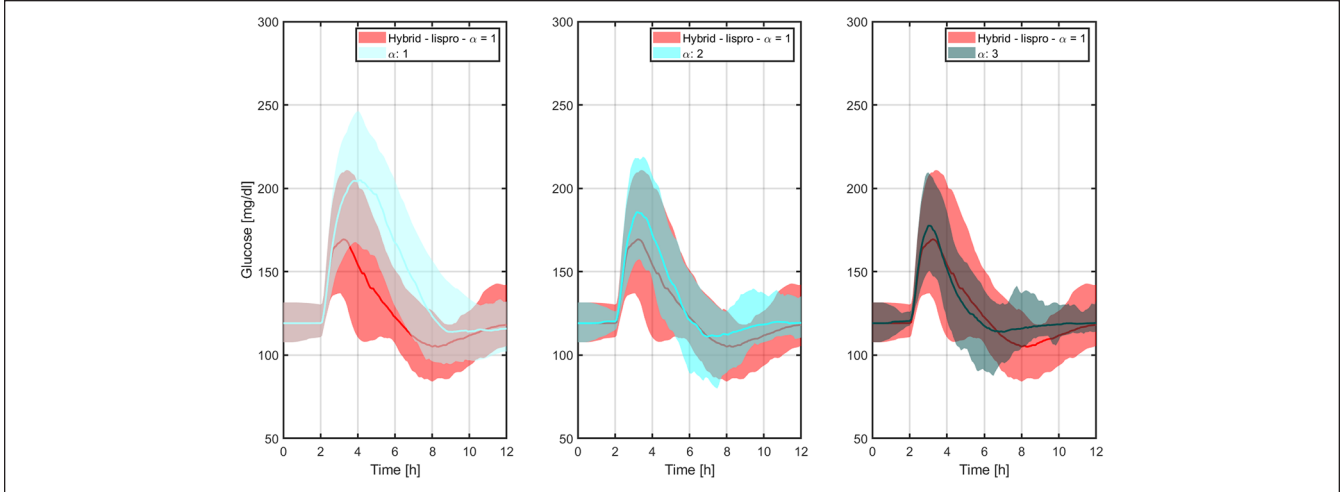 300
250
200
150
100
50
Glucose [mg/dl]
Hybrid - lispro - α = 1
α: 1
0 2 4 6 8 10 12
Time [h]
300
250
200
150
100
50
Hybrid - lispro - α = 1
α: 2
0 2 4 6 8 10 12
Time [h]
300
250
200
150
100
50
Hybrid - lispro - α = 1
α: 3
0 2 4 6 8 10 12
Time [h]